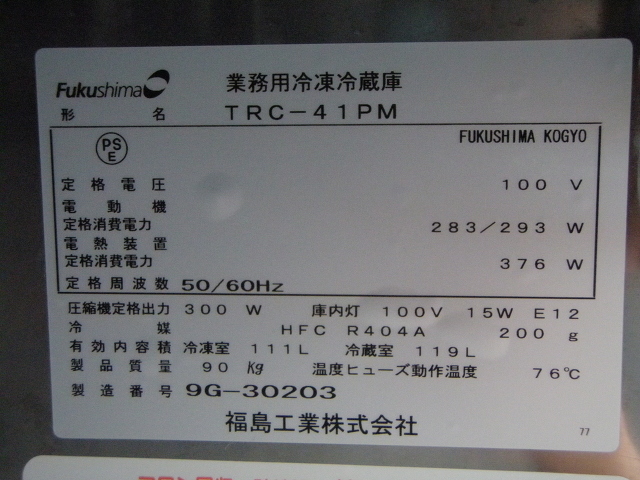 Fukushima 業務用冷凍冷蔵庫
形名 TRC-41PM
PSE FUKUSHIMA KOGYO
定格電圧 100 V
電動機
定格消費電力 283/293 W
電熱装置
定格消費電力 376 W
定格周波数 50/60Hz
圧縮機定格出力 300 W 庫内灯 100V 15W E12
冷媒 HFC R404A 200 g
有効内容積 冷凍室 111L 冷蔵室 119L
製品質量 90 Kg 温度ヒューズ動作温度 76℃
製造番号 9G-30203
福島工業株式会社
77